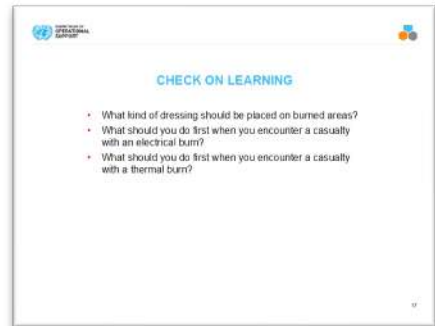 OPERATIONAL
SUPPORT
CHECK ON LEARNING
• What kind of dressing should be placed on burned areas?
• What should you do first when you encounter a casualty
with an electrical burn?
• What should you do first when you encounter a casualty
with a thermal burn?